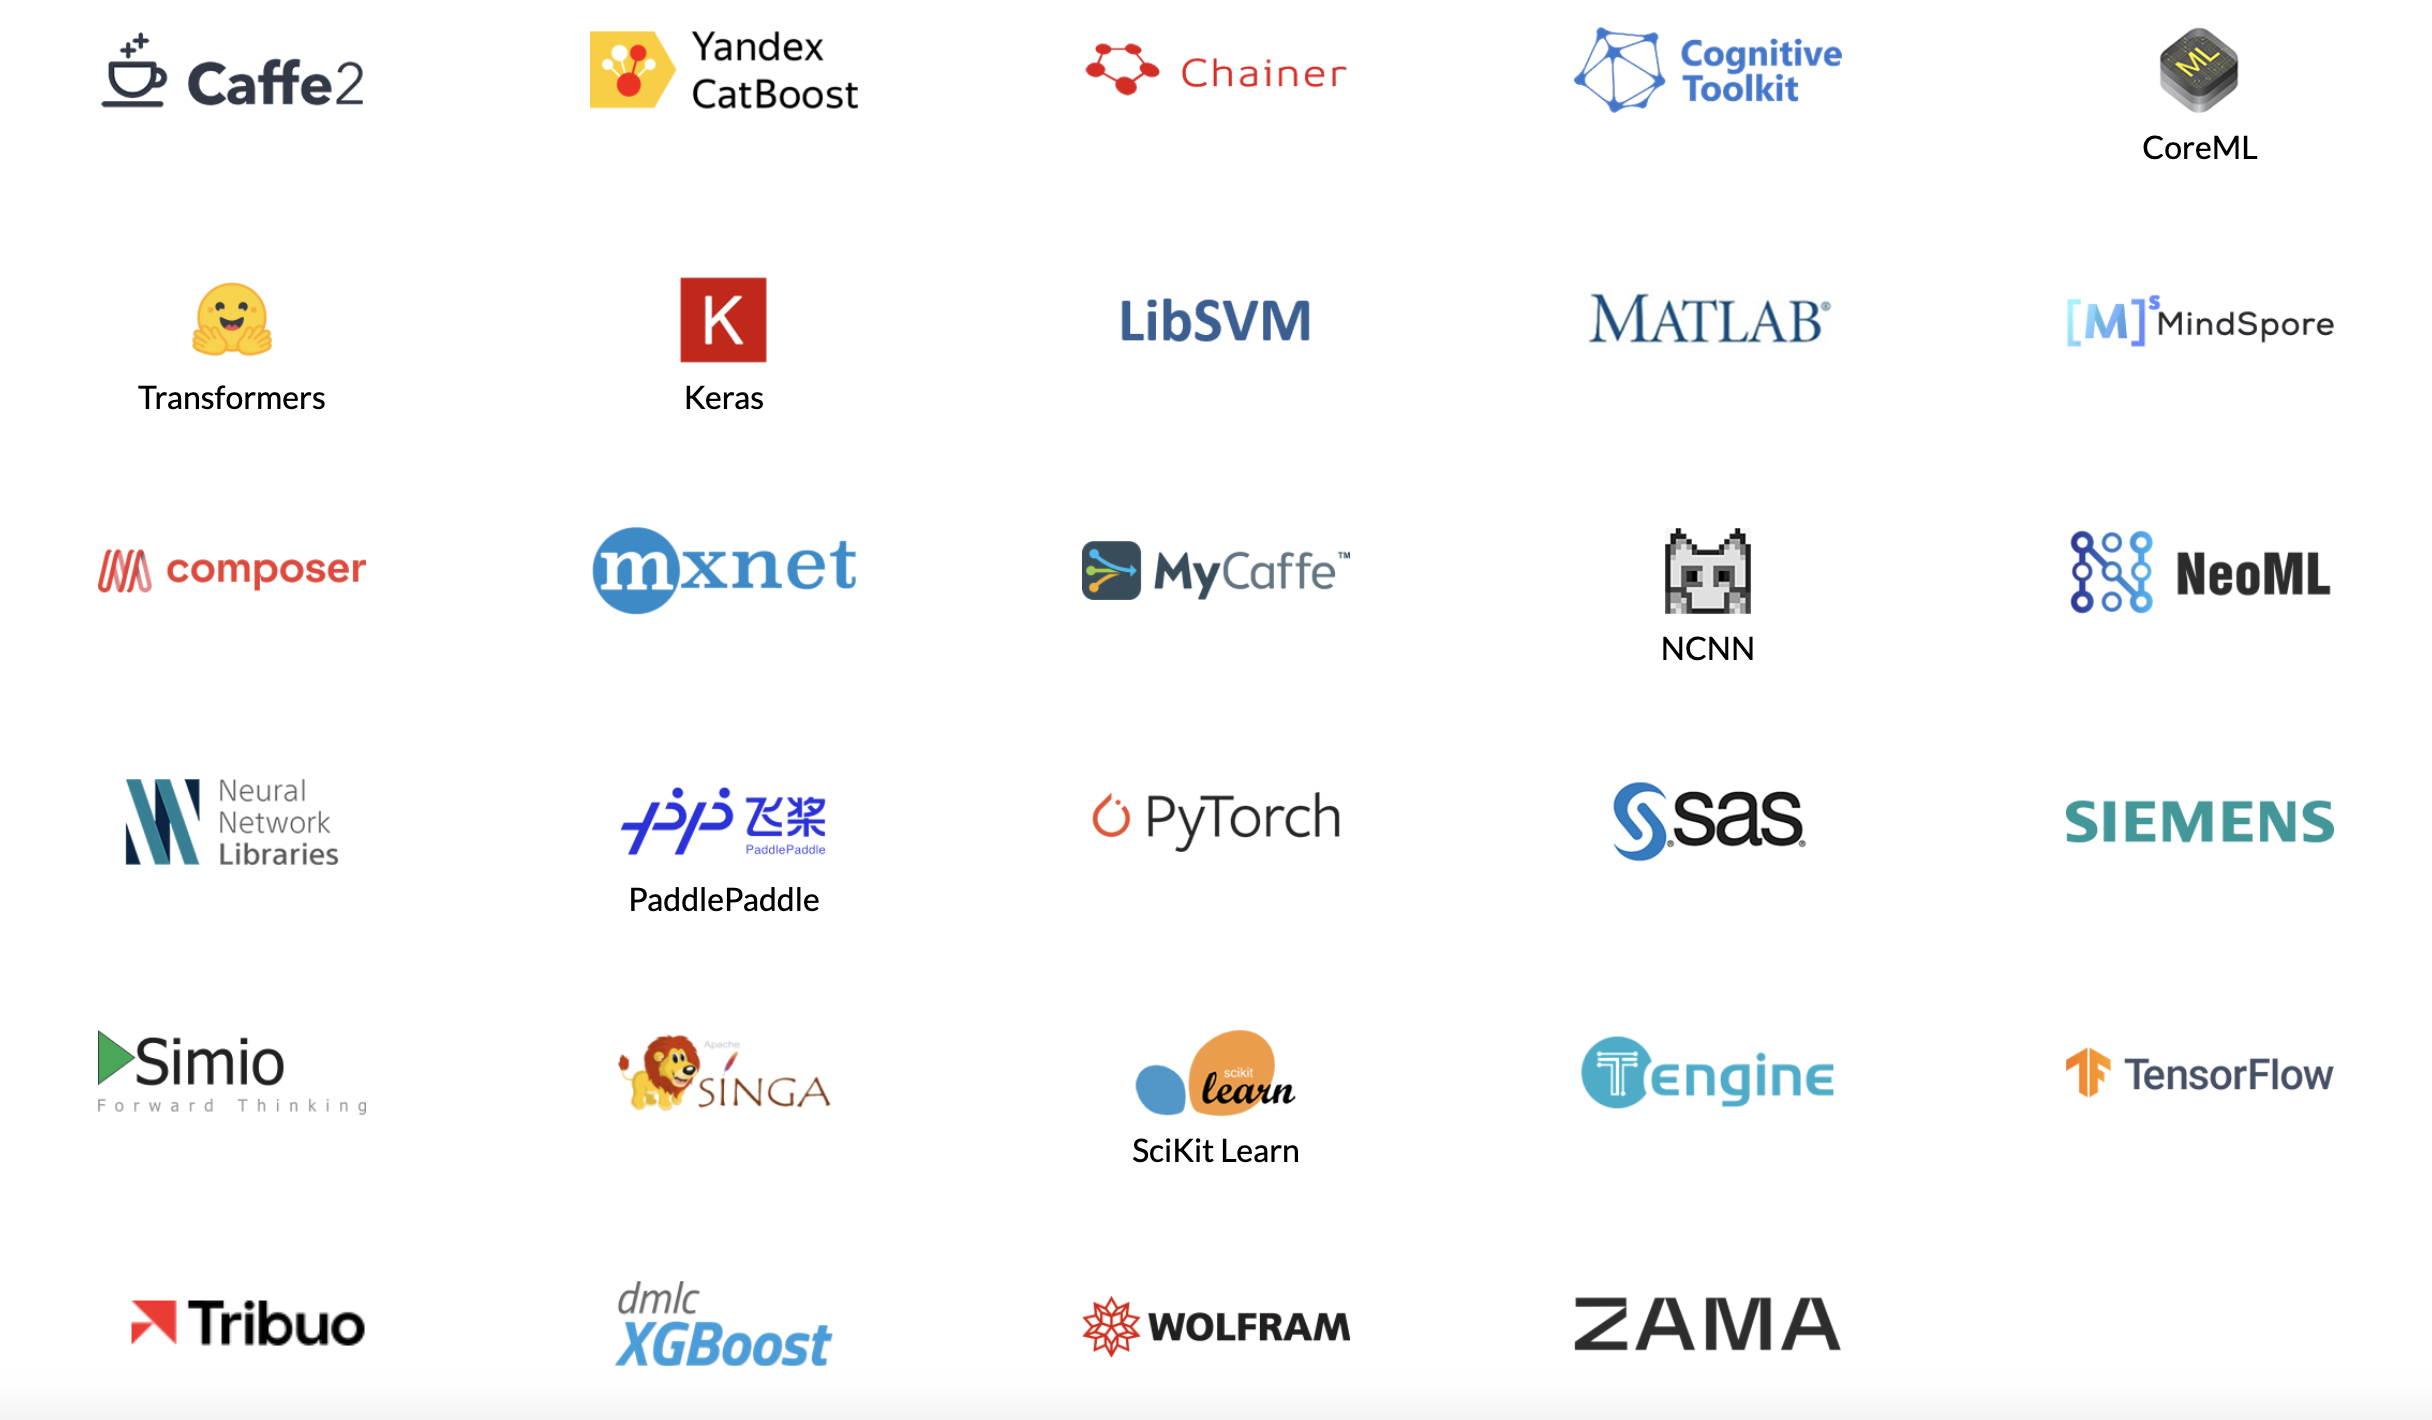 Caffe2
Yandex
CatBoost
Chainer
Cognitive
Toolkit
ML
CoreML
Transformers
K
Keras
LibSVM
MATLAB®
[M]s MindSpore
composer
mxnet
MyCaffe™
NCNN
NeoML
Neural
Network
Libraries
飞桨
PaddlePaddle
PaddlePaddle
PyTorch
sas
SIEMENS
Simio
Forward Thinking
Apache
SINGA
scikit
learn
SciKit Learn
Tengine
TensorFlow
Tribuo
dmlc
XGBoost
WOLFRAM
ZAMA